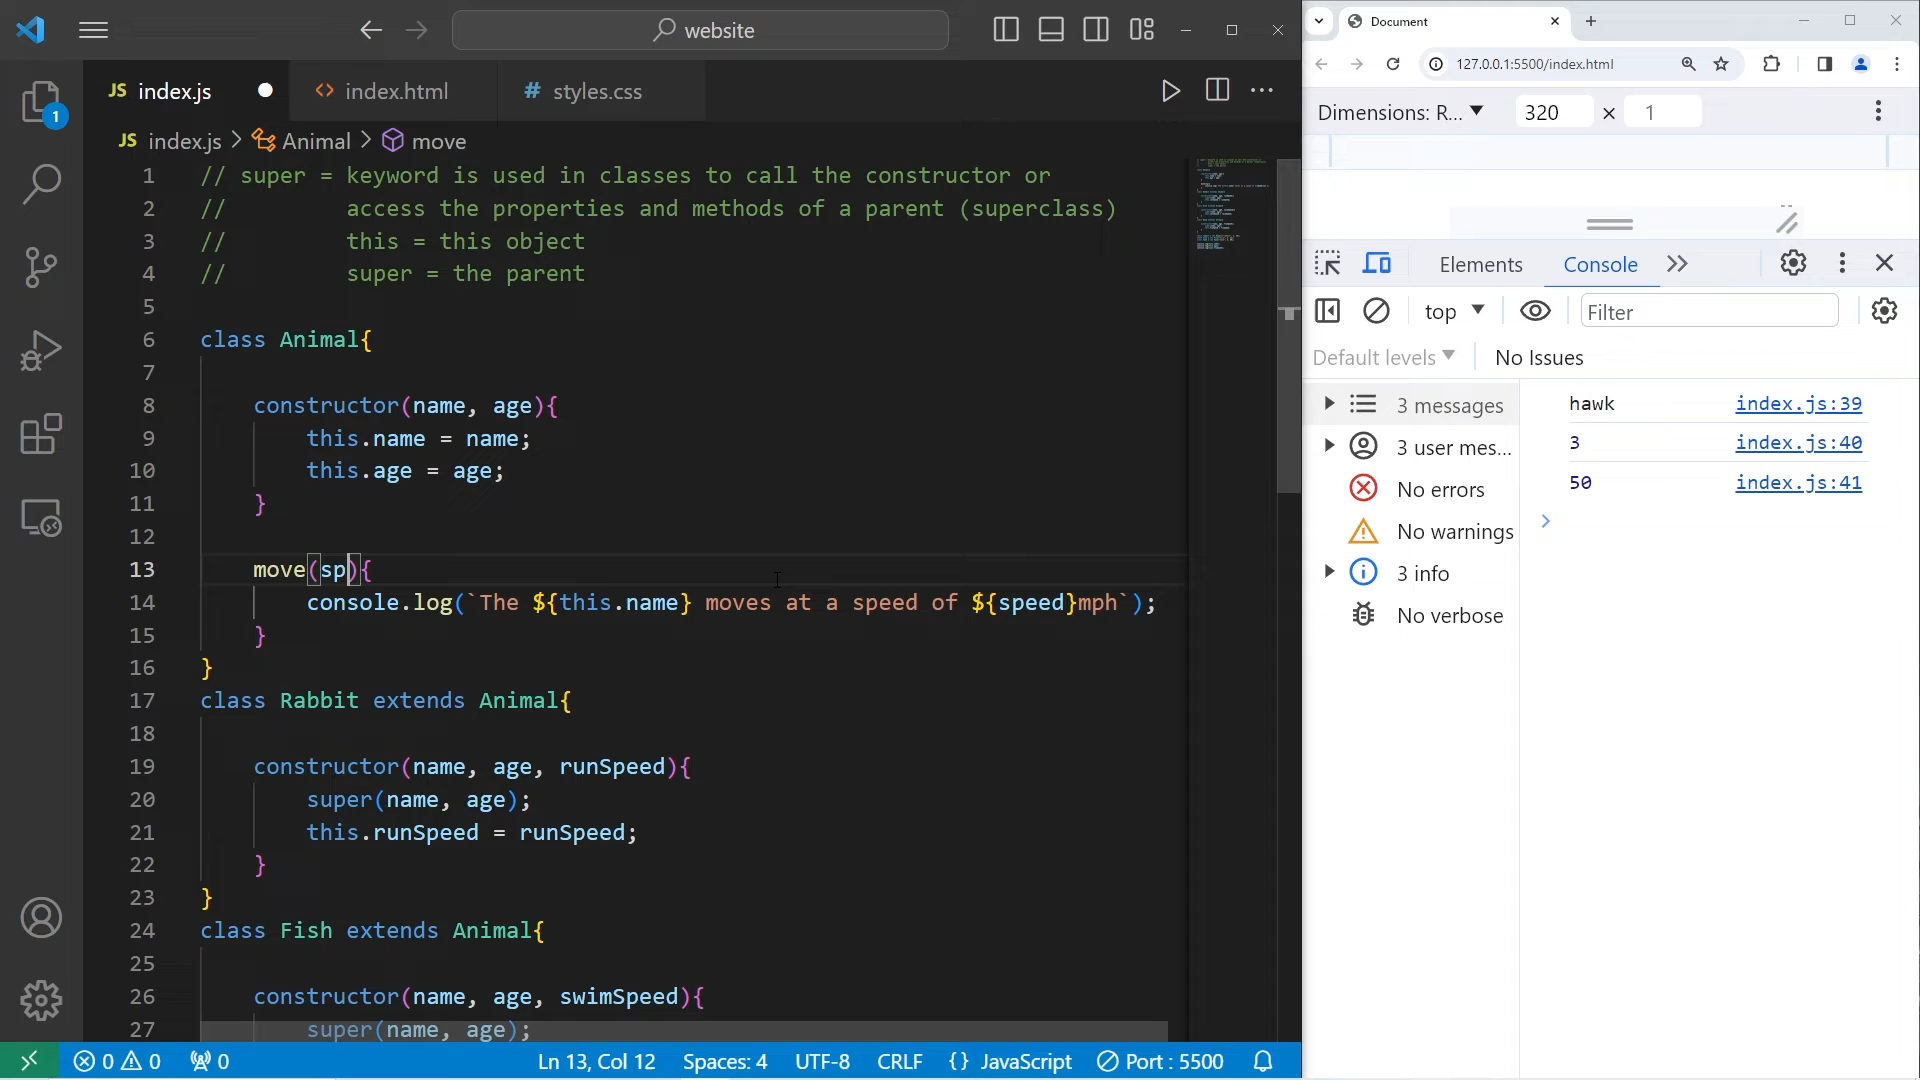 website
JS index.js
<> index.html
# styles.css
JS index.js > Animal > move
1 // super = keyword is used in classes to call the constructor or
2 //         access the properties and methods of a parent (superclass)
3 //         this = this object
4 //         super = the parent
5
6 class Animal{
7
8     constructor(name, age){
9         this.name = name;
10         this.age = age;
11     }
12
13     move(sp){
14         console.log(`The ${this.name} moves at a speed of ${speed}mph`);
15     }
16 }
17 class Rabbit extends Animal{
18
19     constructor(name, age, runSpeed){
20         super(name, age);
21         this.runSpeed = runSpeed;
22     }
23 }
24 class Fish extends Animal{
25
26     constructor(name, age, swimSpeed){
27         super(name, age);
1
0 0 0
Ln 13, Col 12
Spaces: 4
UTF-8
CRLF
{} JavaScript
Port : 5500
Document
127.0.0.1:5500/index.html
Dimensions: R... 320 × 1
Elements
Console
top
Filter
Default levels
No Issues
3 messages
3 user mes...
No errors
No warnings
3 info
No verbose
hawk index.js:39
3 index.js:40
50 index.js:41